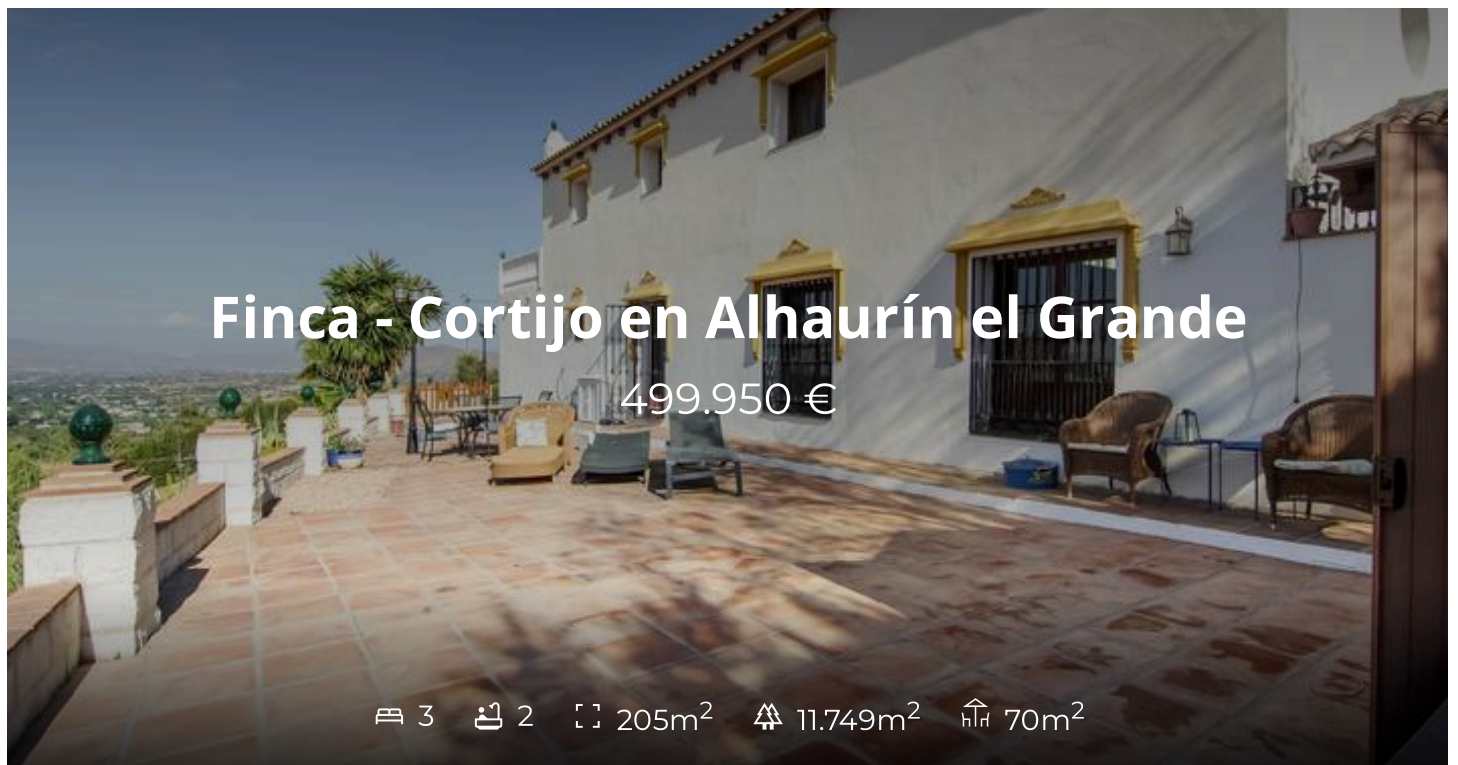 Finca - Cortijo en Alhaurín el Grande
499.950 €
3 2 205m² 11.749m² 70m²